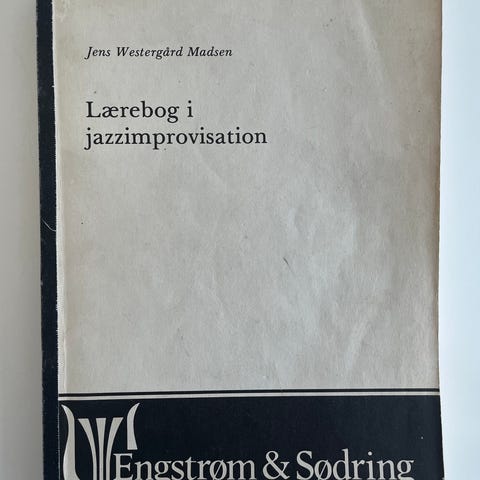 Jens Westergård Madsen
Lærebog i
jazzimprovisation
Engstrøm & Sødring